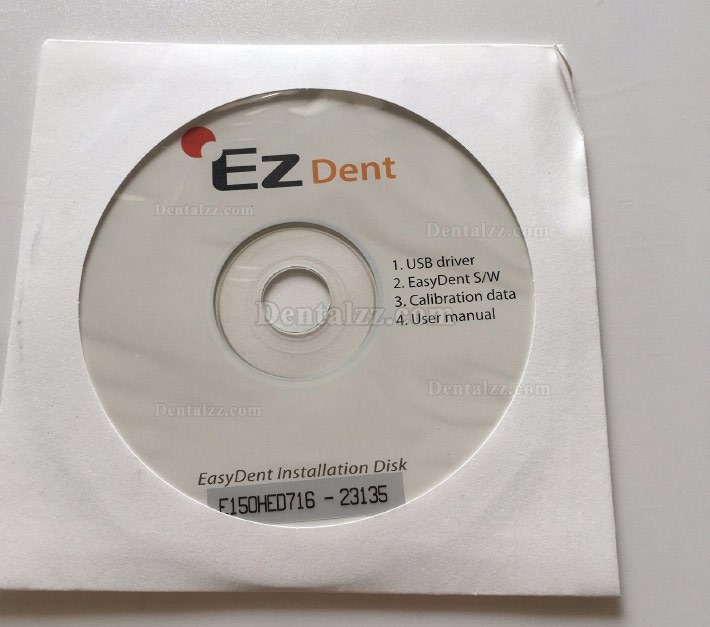 Ez Dent
Dentalzz.com
Dentalzz.com
1. USB driver
2. EasyDent S/W
3. Calibration data
4. User manual
Dentalzz.com
Dentalzz.com
Dentalzz.com
EasyDent Installation Disk
E150HED716 - 23135